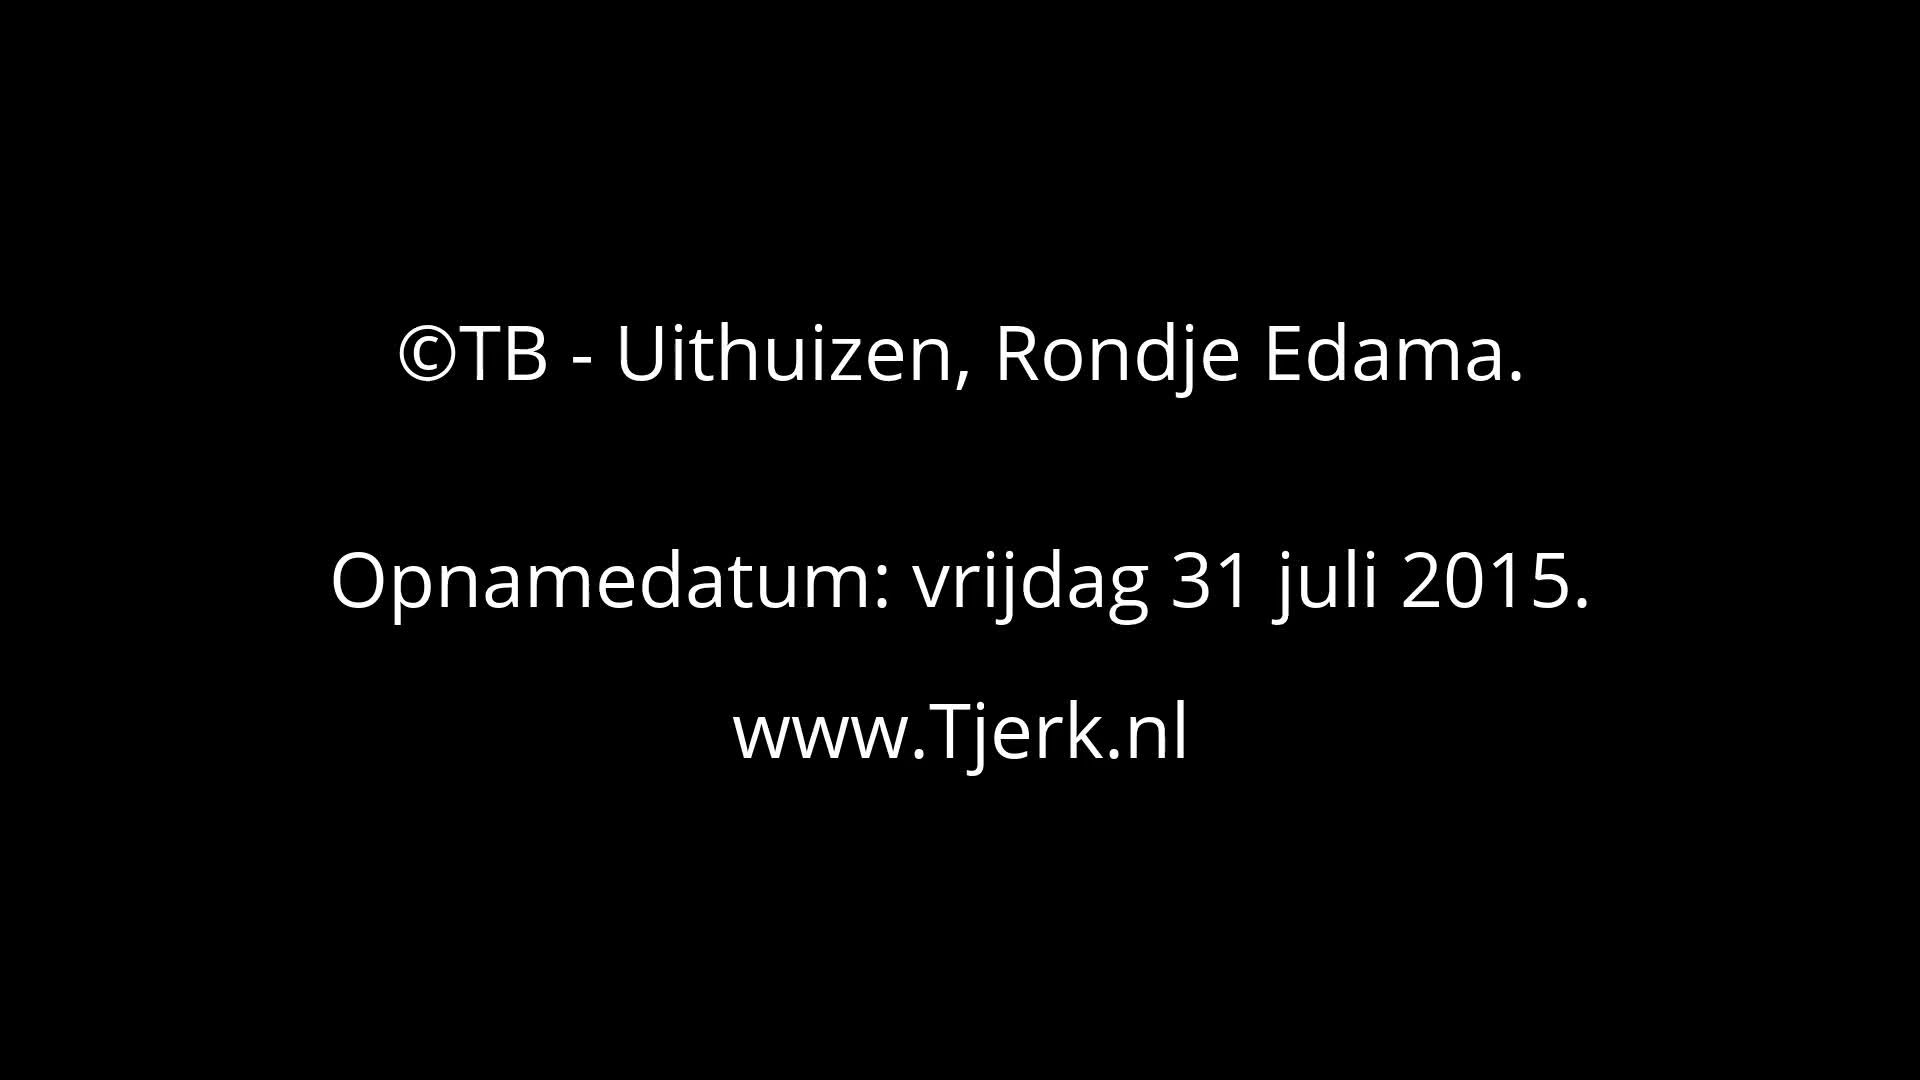 ©TB - Uithuizen, Rondje Edama.
Opnamedatum: vrijdag 31 juli 2015.
www.Tjerk.nl